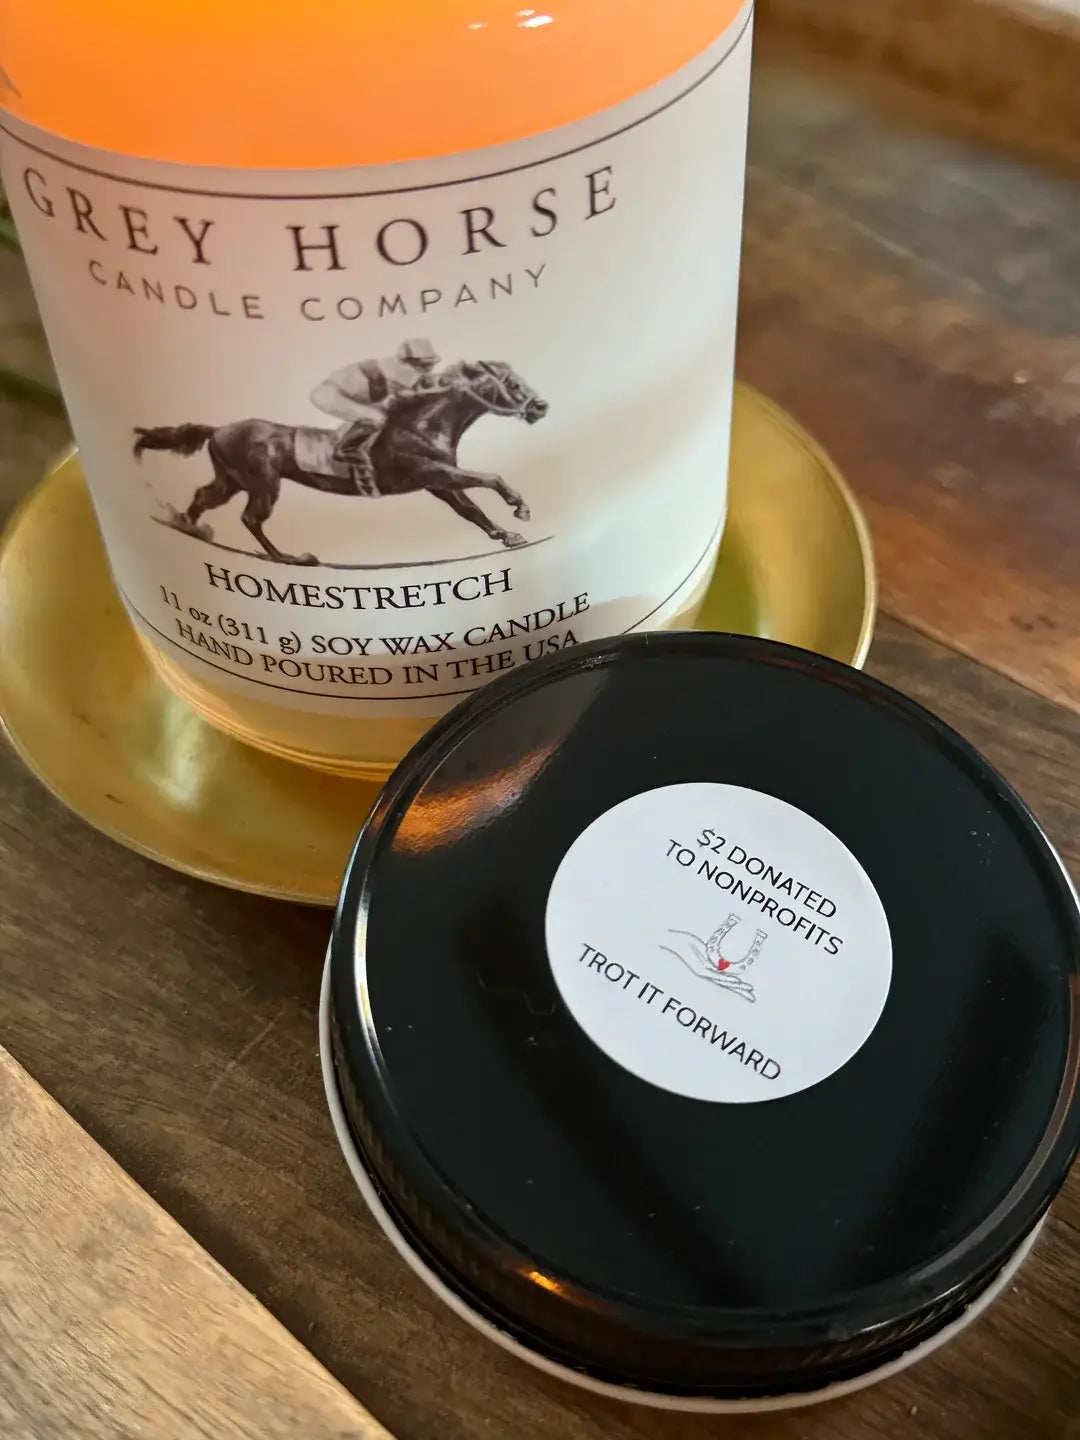 GREY HORSE
CANDLE COMPANY
HOMESTRETCH
11 oz (311 g) SOY WAX CANDLE
HAND POURED IN THE USA
$2 DONATED
TO NONPROFITS
TROT IT FORWARD